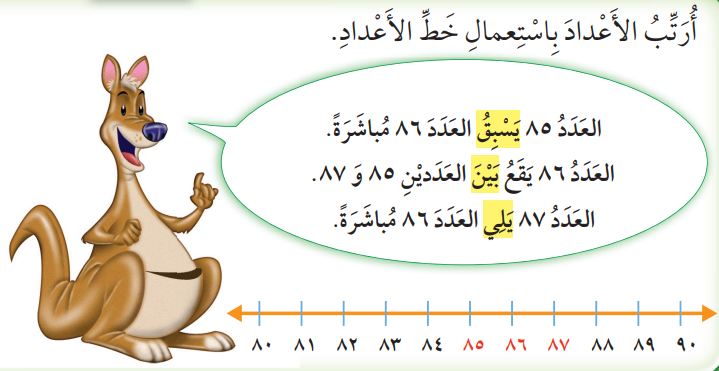 أُرَتِّبُ الأَعْدادَ بِاسْتِعمالِ خَطِّ الأَعْدادِ.
العَدَدُ ٨٥ يَسْبِقُ العَدَدَ ٨٦ مُباشَرَةً.
العَدَدُ ٨٦ يَقَعُ بَيْنَ العَدَديْنِ ٨٥ وَ ٨٧.
العَدَدُ ٨٧ يَلِي العَدَدَ ٨٦ مُباشَرَةً.
٨٠ ٨١ ٨٢ ٨٣ ٨٤ ٨٥ ٨٦ ٨٧ ٨٨ ٨٩ ٩٠